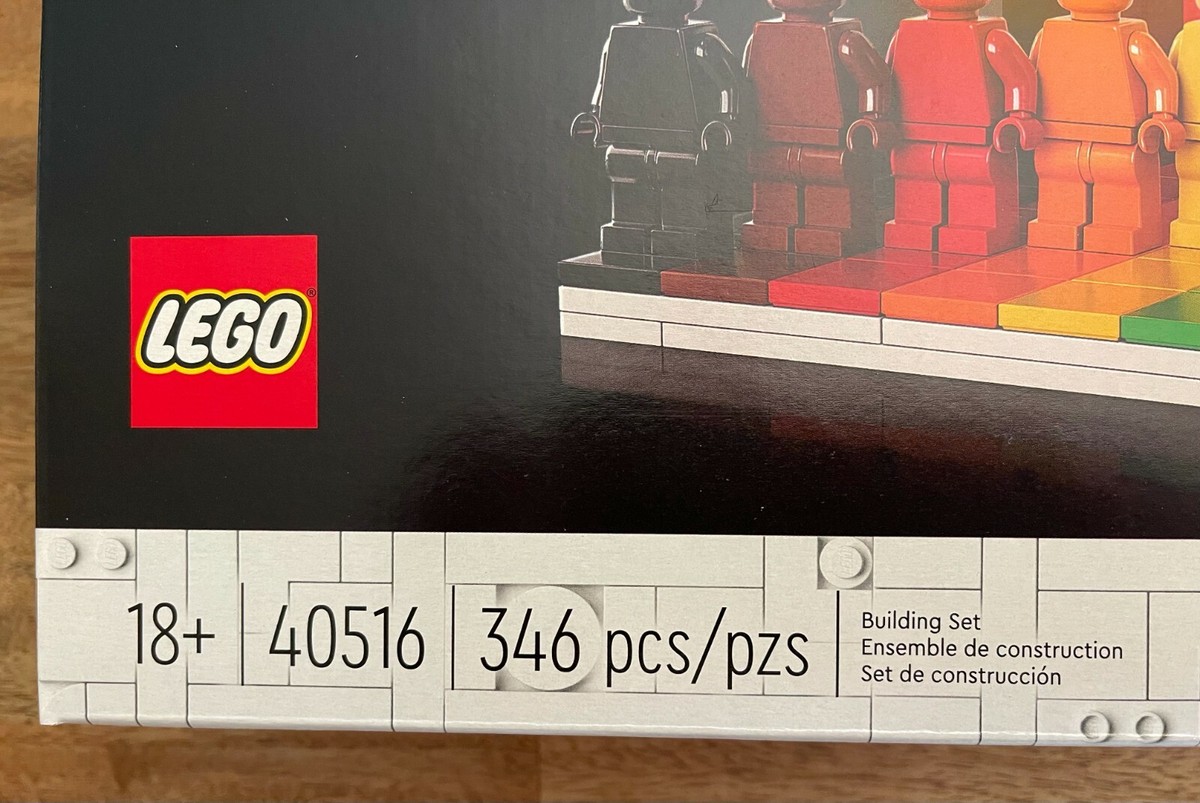 LEGO®
18+ 40516 346 pcs/pzs
Building Set
Ensemble de construction
Set de construcción